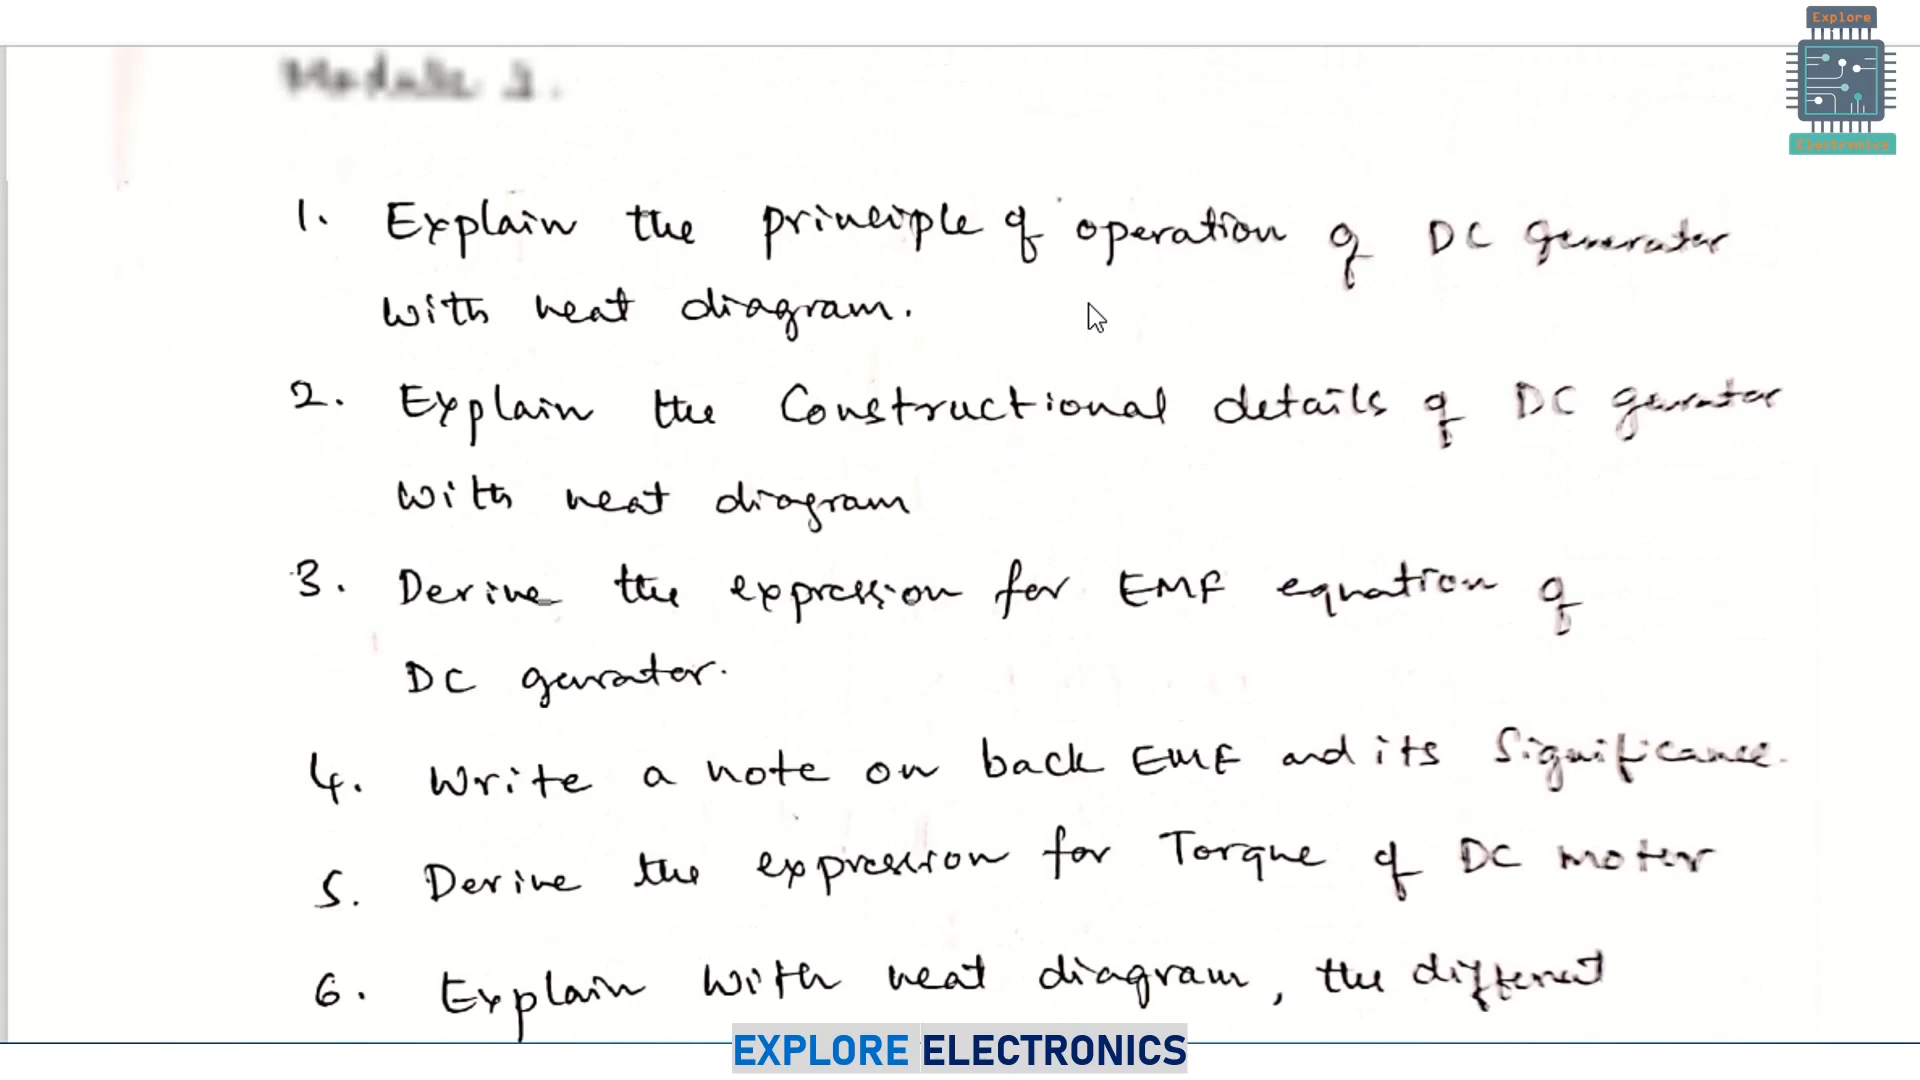 Explore
Electronics
Module 2.
1. Explain the principle of operation of DC generator
with neat diagram.
2. Explain the Constructional details of DC generator
with neat diagram
3. Derive the expression for EMF equation of
DC generator.
4. Write a note on back EMF and its Significance.
5. Derive the expression for Torque of DC motor
6. Explain with neat diagram, the different
EXPLORE ELECTRONICS